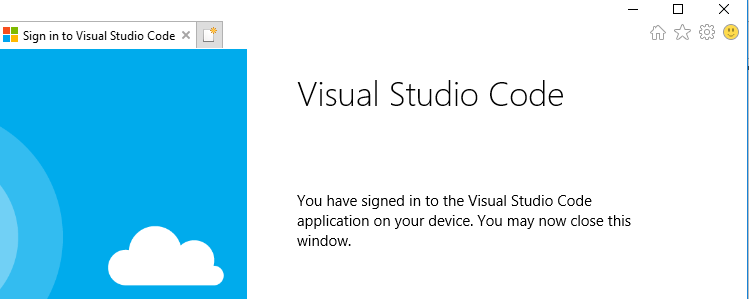 Sign in to Visual Studio Code
Visual Studio Code
You have signed in to the Visual Studio Code
application on your device. You may now close this
window.